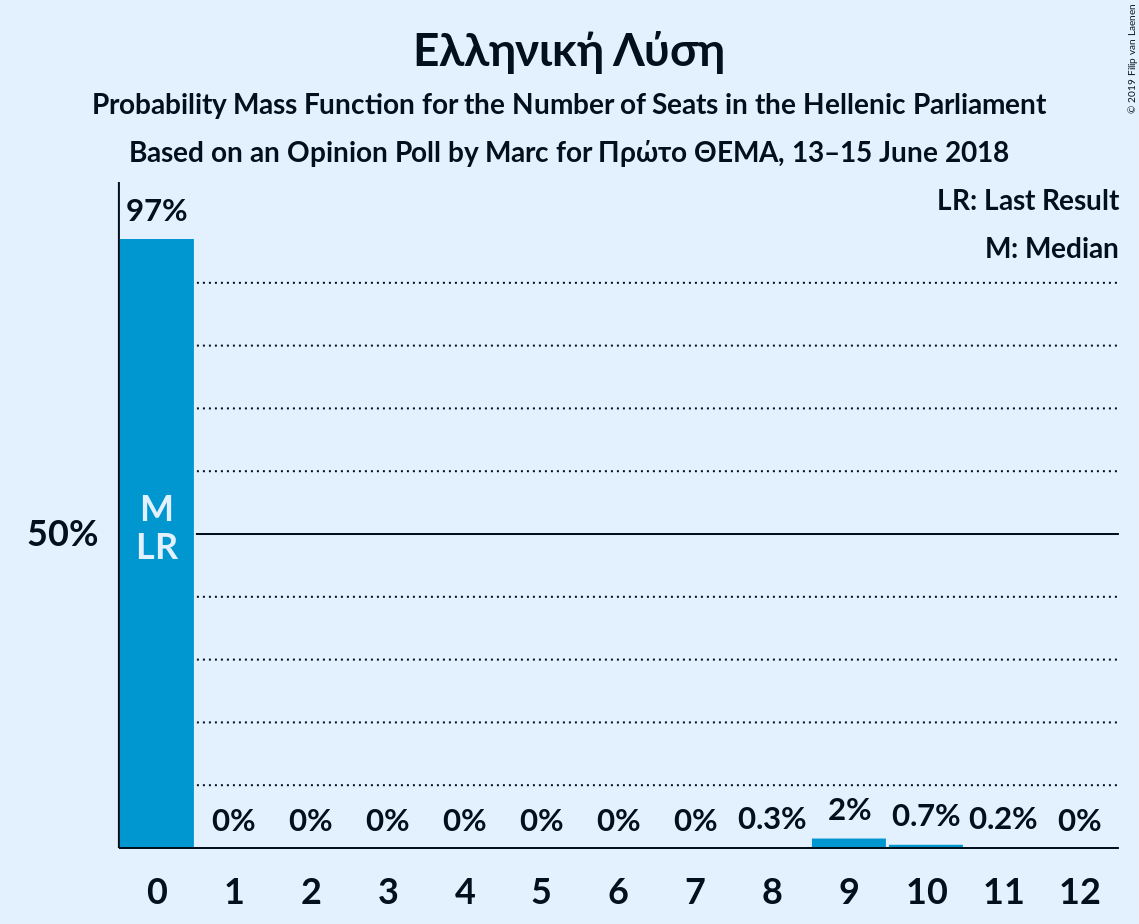 Ελληνική Λύση
Probability Mass Function for the Number of Seats in the Hellenic Parliament
Based on an Opinion Poll by Marc for Πρώτο ΘΕΜΑ, 13–15 June 2018
© 2019 Filip van Laenen
LR: Last Result
M: Median
97%
M
LR
50%
0% 0% 0% 0% 0% 0% 0% 0.3% 2% 0.7% 0.2% 0%
0 1 2 3 4 5 6 7 8 9 10 11 12